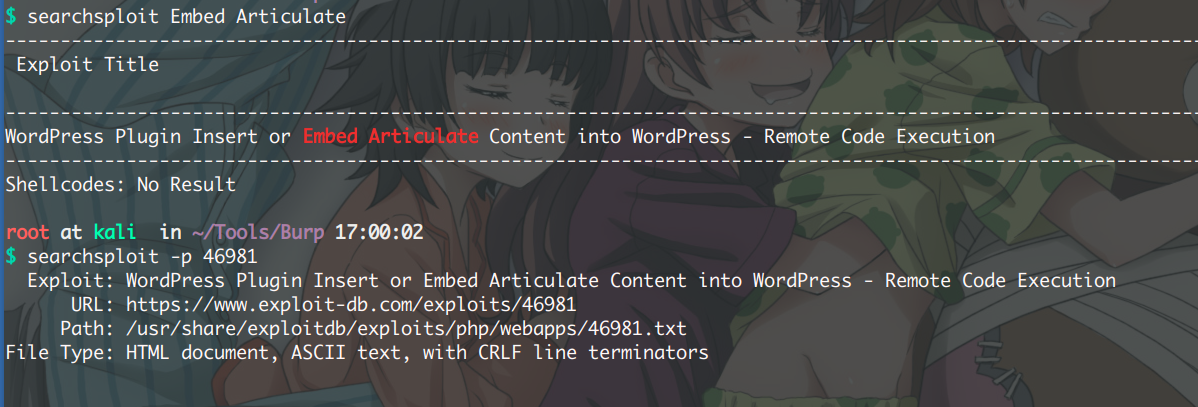 $ searchsploit Embed Articulate
--------------------------------------------------------------------------------------------------------------
Exploit Title
--------------------------------------------------------------------------------------------------------------
WordPress Plugin Insert or Embed Articulate Content into WordPress - Remote Code Execution
--------------------------------------------------------------------------------------------------------------
Shellcodes: No Result
root at kali  in ~/Tools/Burp 17:00:02
$ searchsploit -p 46981
  Exploit: WordPress Plugin Insert or Embed Articulate Content into WordPress - Remote Code Execution
      URL: https://www.exploit-db.com/exploits/46981
     Path: /usr/share/exploitdb/exploits/php/webapps/46981.txt
File Type: HTML document, ASCII text, with CRLF line terminators